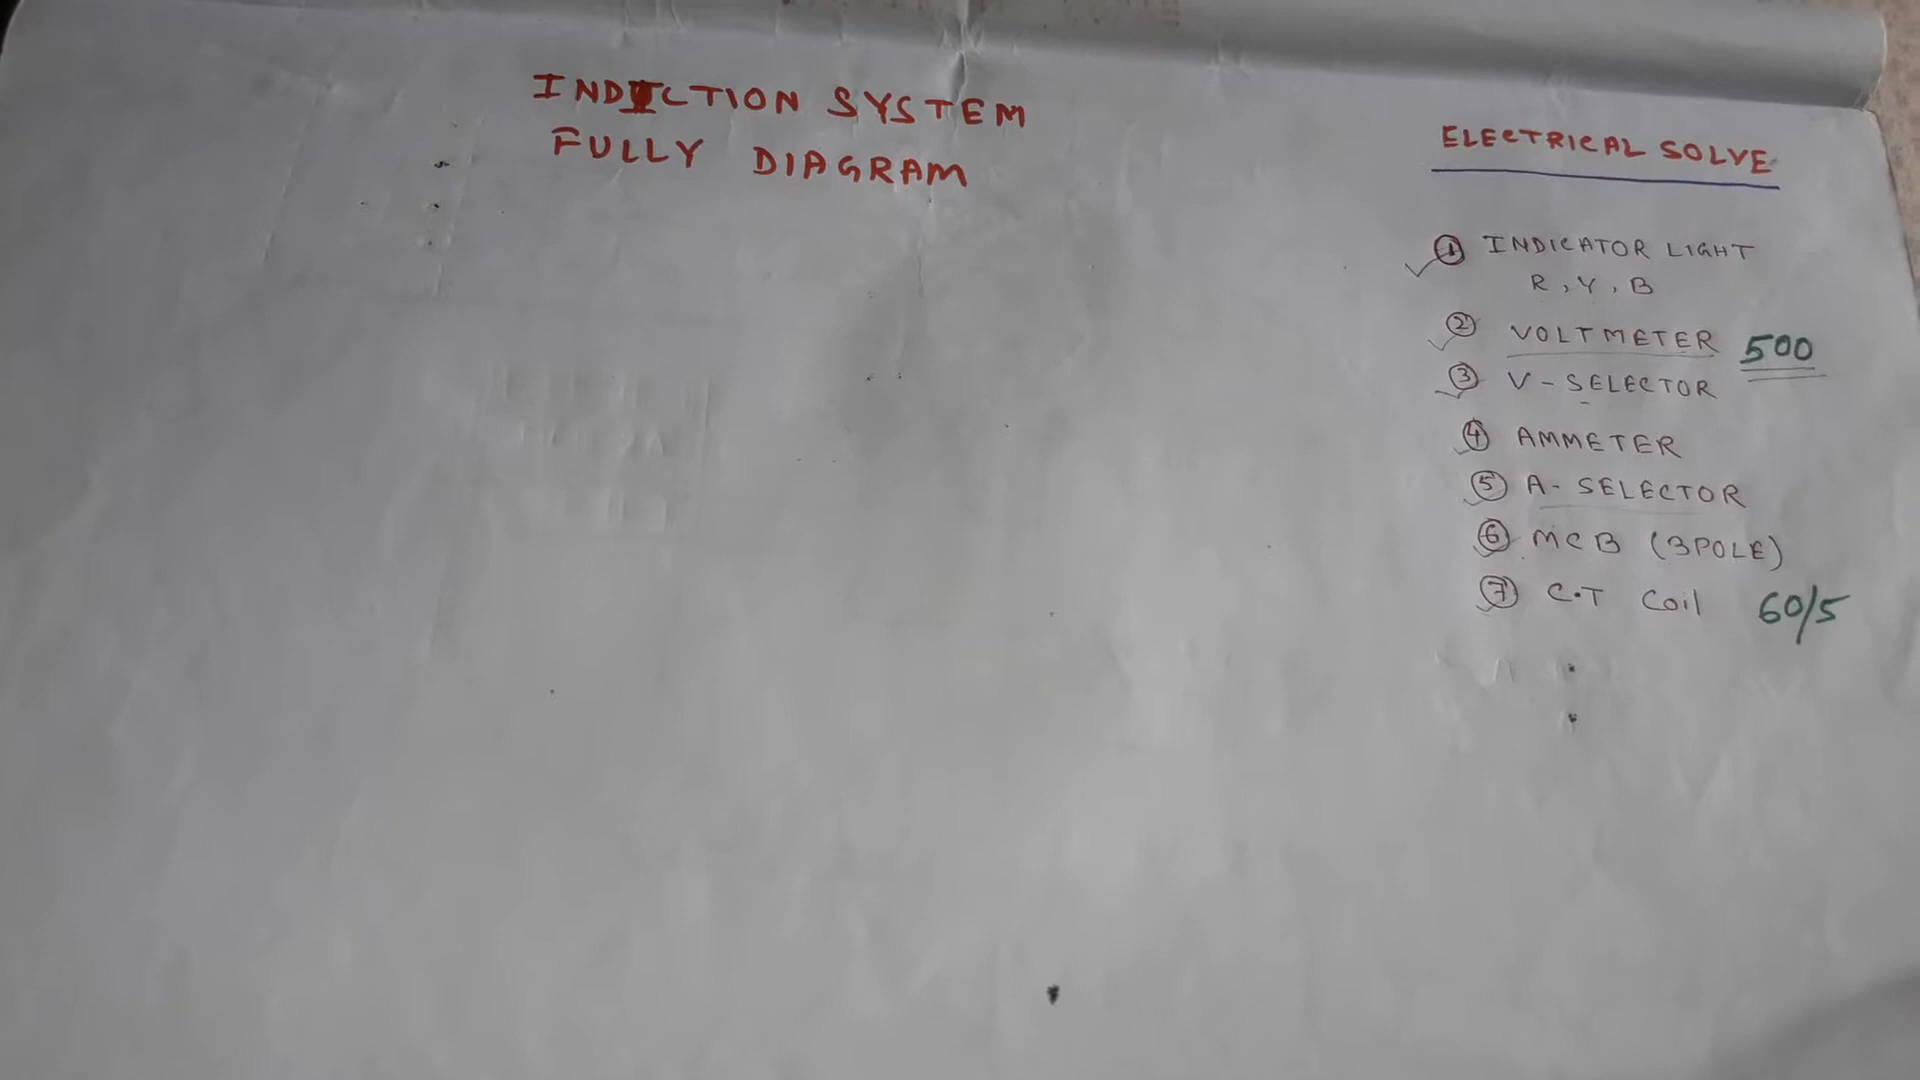 INDICTION SYSTEM
FULLY DIAGRAM
ELECTRICAL SOLVE
① INDICATOR LIGHT
R, Y, B
② VOLTMETER 500
③ V-SELECTOR
④ AMMETER
⑤ A-SELECTOR
⑥ MCB (3POLE)
⑦ C.T Coil 60/5